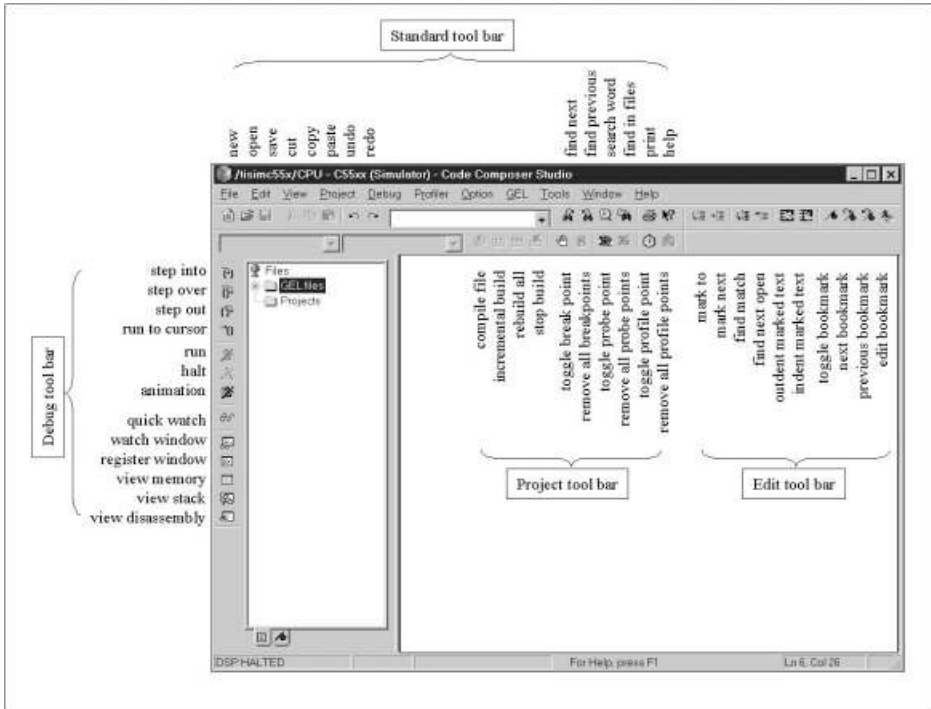 Standard tool bar
new
open
save
cut
copy
paste
undo
redo
find next
find previous
search word
find in files
print
help
/tisimc55x/CPU - C55xx (Simulator) - Code Composer Studio
File Edit View Project Debug Profiler Option GEL Tools Window Help
Files
GEL files
Projects
Debug tool bar
step into
step over
step out
run to cursor
run
halt
animation
quick watch
watch window
register window
view memory
view stack
view disassembly
compile file
incremental build
rebuild all
stop build
toggle break point
remove all breakpoints
toggle probe point
remove all probe points
toggle profile point
remove all profile points
Project tool bar
mark to
mark next
find match
find next open
outdent marked text
indent marked text
toggle bookmark
next bookmark
previous bookmark
edit bookmark
Edit tool bar
DSP HALTED
For Help, press F1
Ln 6, Col 26